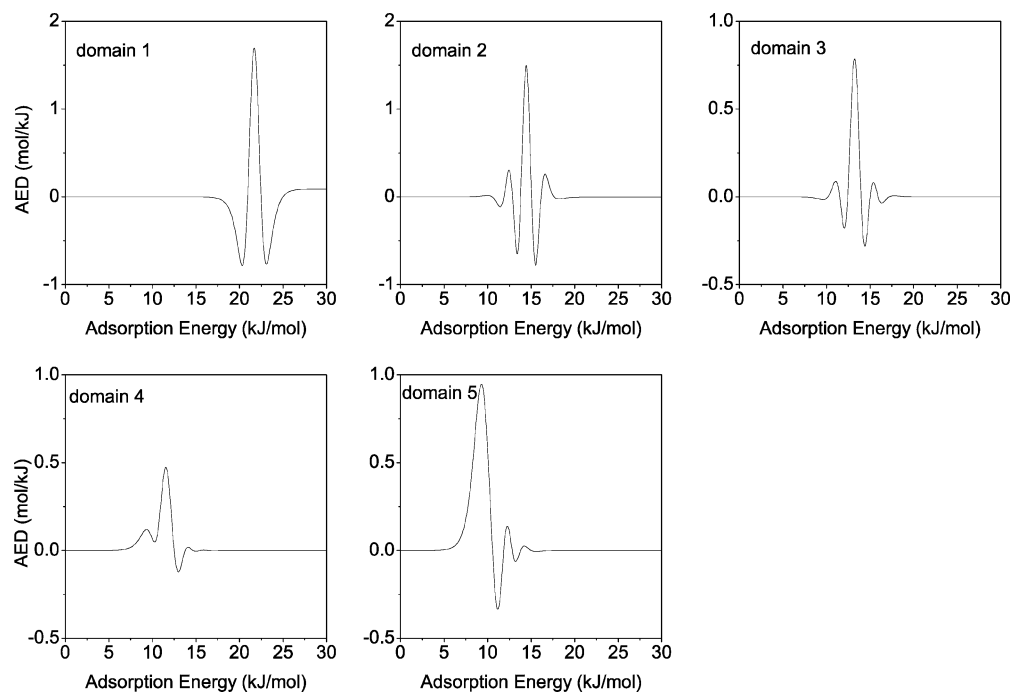 2
1
0
-1
AED (mol/kJ)
domain 1
0 5 10 15 20 25 30
Adsorption Energy (kJ/mol)
2
1
0
-1
domain 2
0 5 10 15 20 25 30
Adsorption Energy (kJ/mol)
1.0
0.5
0.0
-0.5
domain 3
0 5 10 15 20 25 30
Adsorption Energy (kJ/mol)
1.0
0.5
0.0
-0.5
AED (mol/kJ)
domain 4
0 5 10 15 20 25 30
Adsorption Energy (kJ/mol)
1.0
0.5
0.0
-0.5
domain 5
0 5 10 15 20 25 30
Adsorption Energy (kJ/mol)